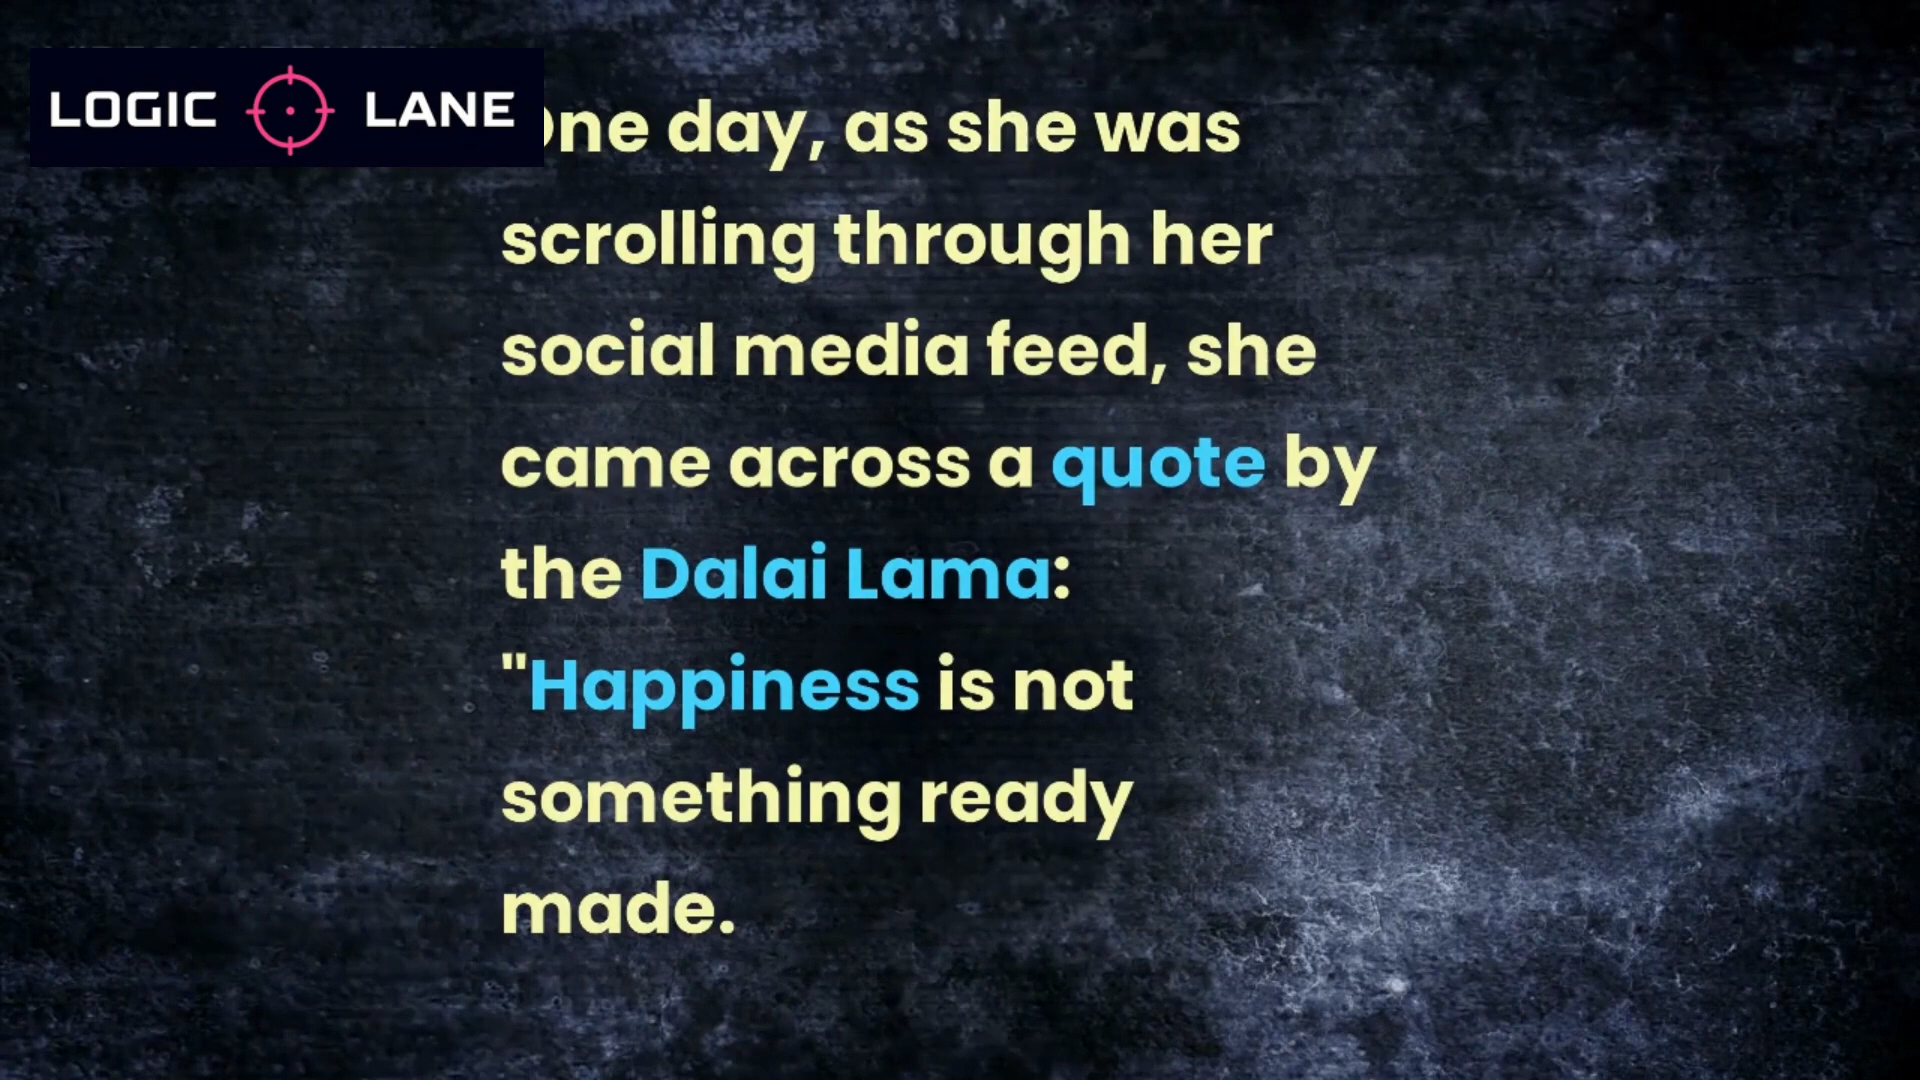 LOGIC LANE
One day, as she was
scrolling through her
social media feed, she
came across a quote by
the Dalai Lama:
"Happiness is not
something ready
made.